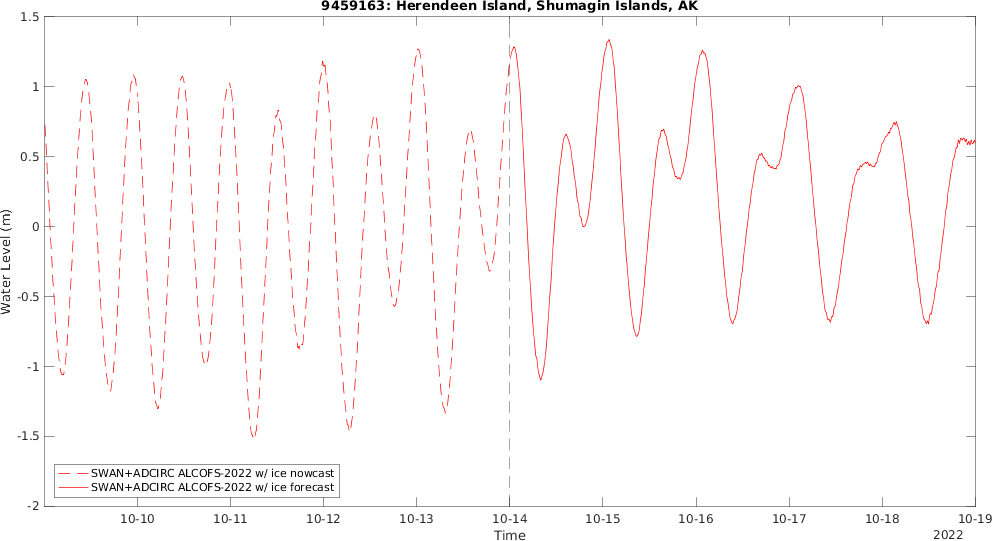 9459163: Herendeen Island, Shumagin Islands, AK
1.5
1
0.5
0
-0.5
-1
-1.5
-2
Water Level (m)
SWAN+ADCIRC ALCOFS-2022 w/ ice nowcast
SWAN+ADCIRC ALCOFS-2022 w/ ice forecast
10-10 10-11 10-12 10-13 10-14 10-15 10-16 10-17 10-18 10-19
Time
2022